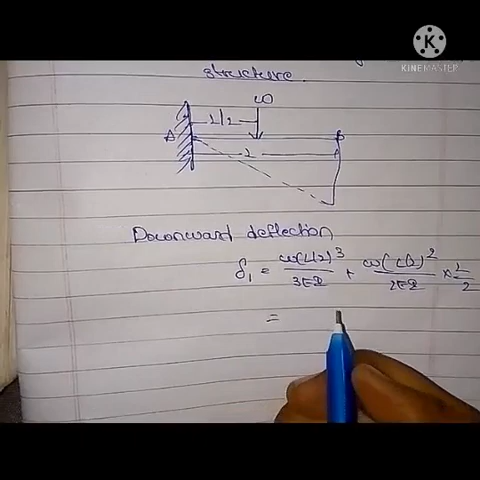 K
KINEMASTER
structure.
ω
L/2
A B
L
Downward deflection
δ₁ = ω(L/2)³/3EI + ω(L/2)²/2EI × L/2
=